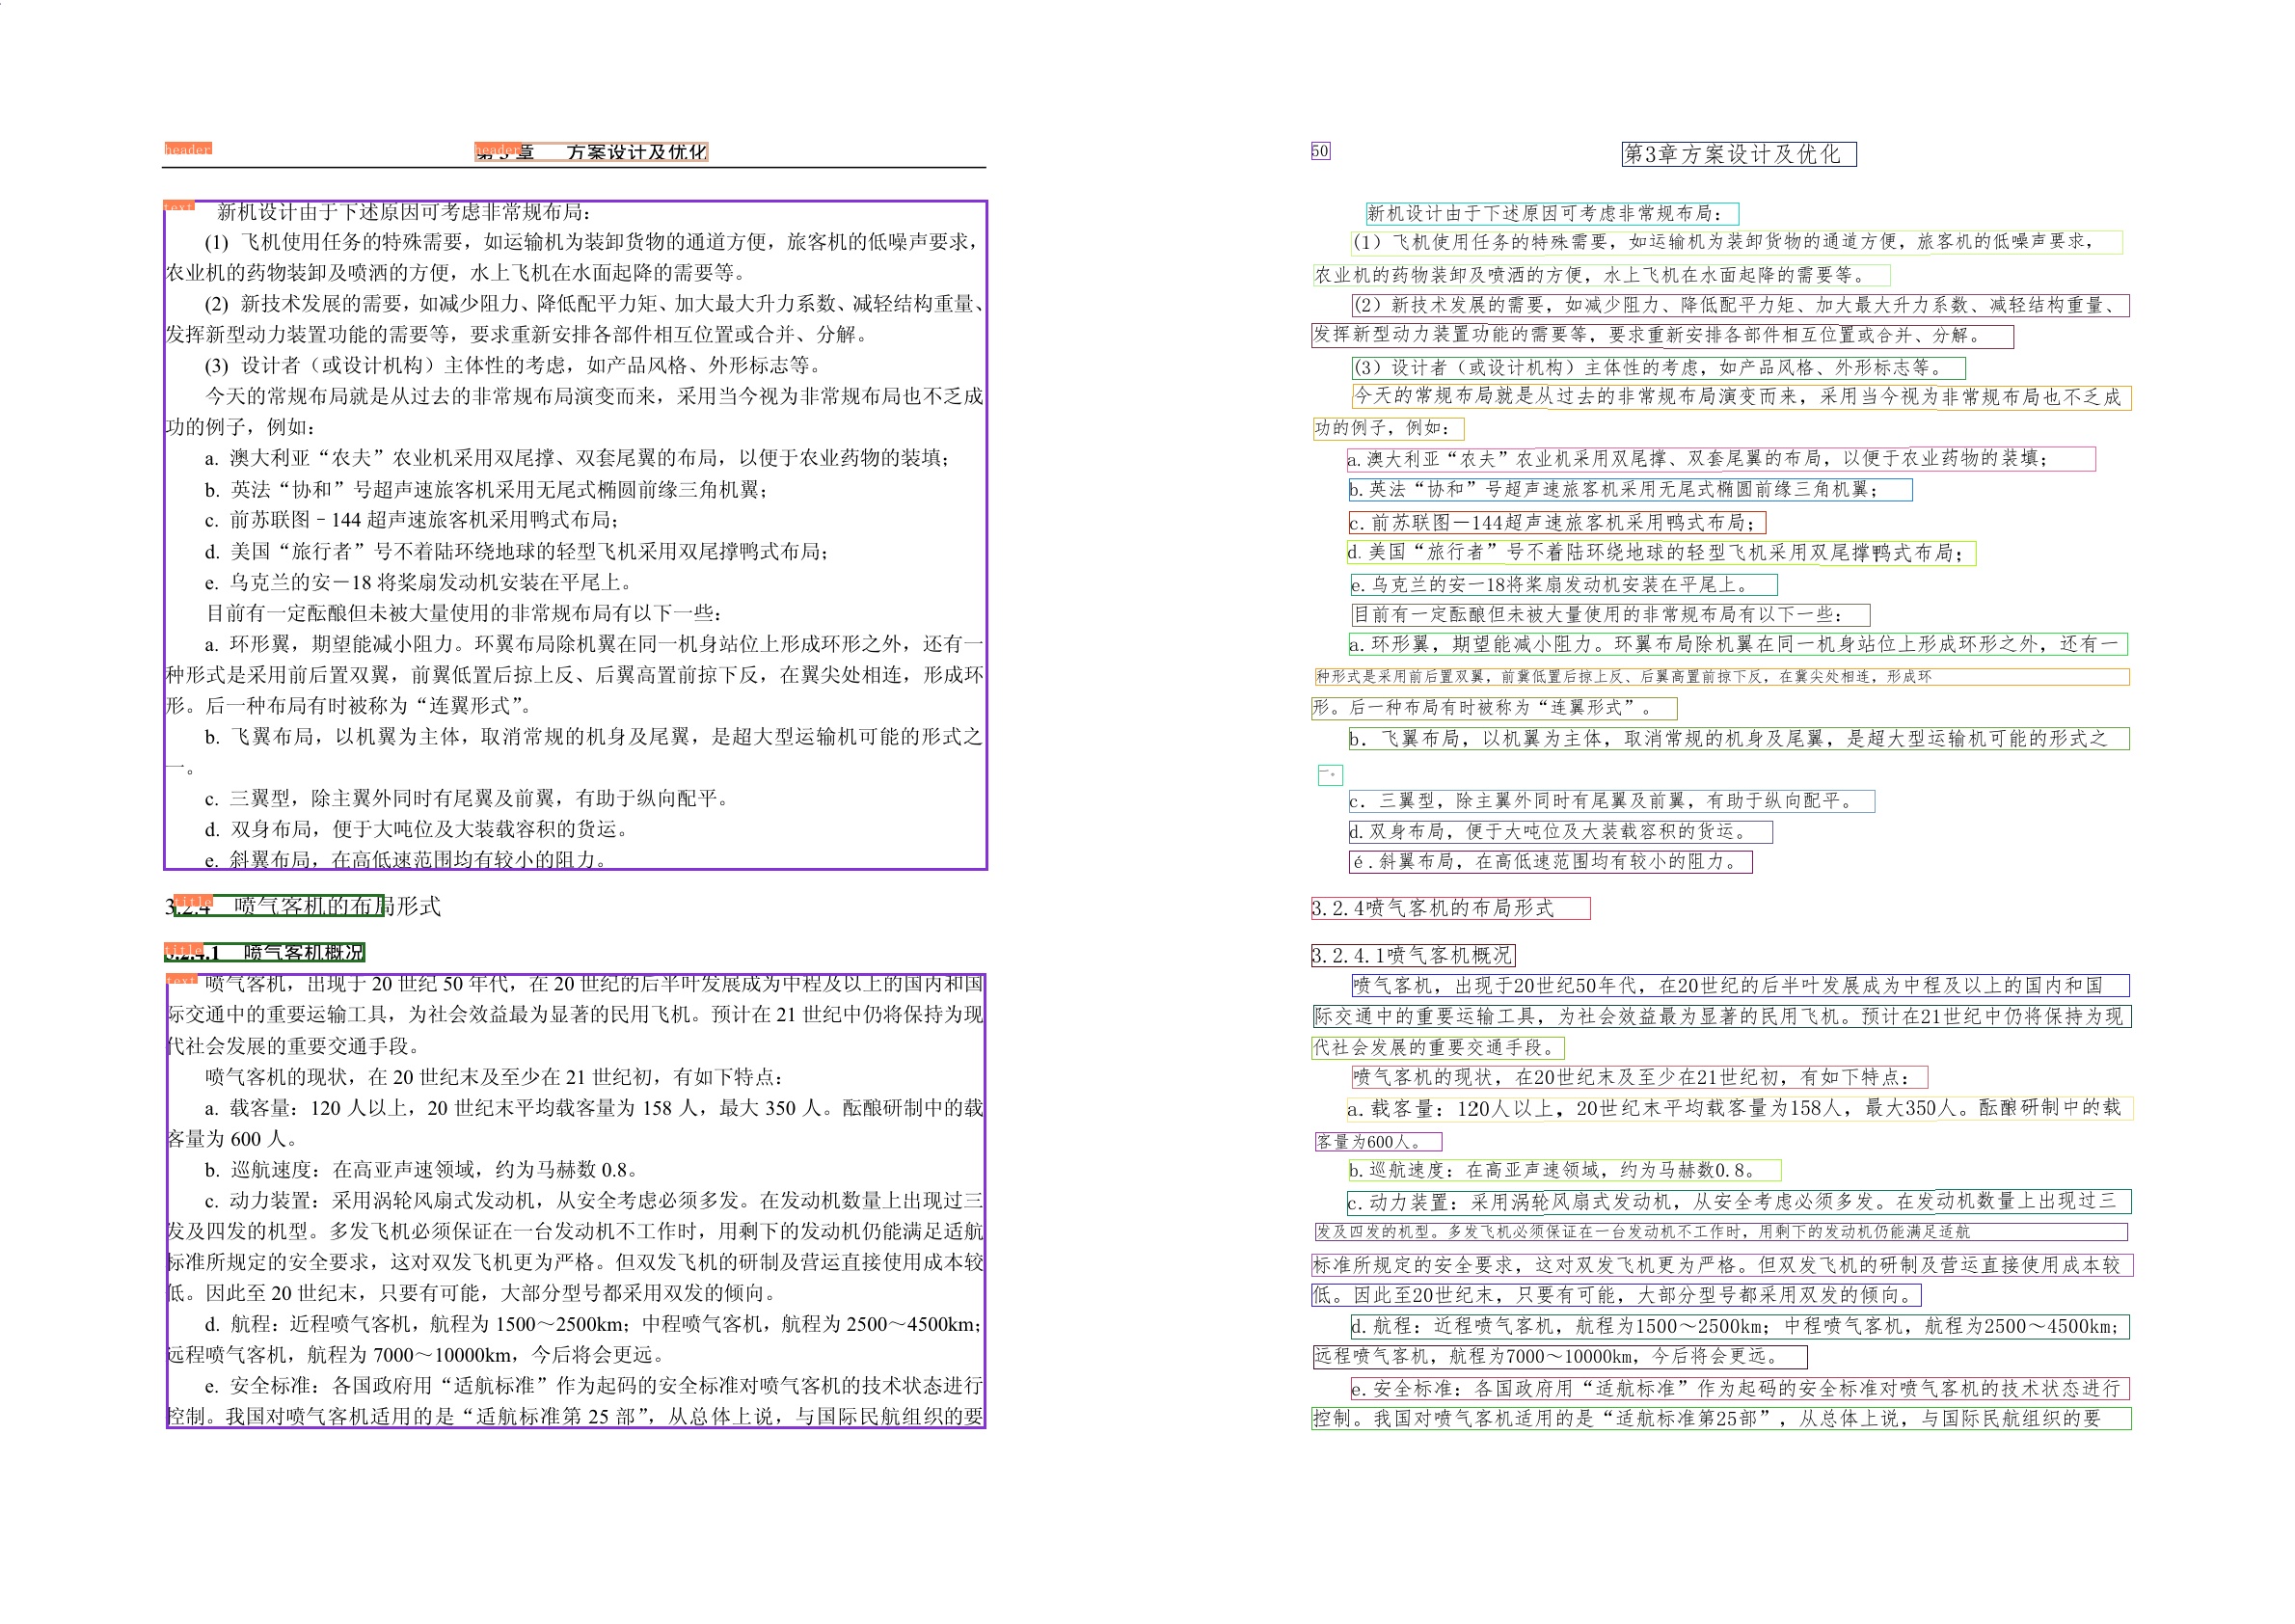 header
header
第3章 方案设计及优化
text
新机设计由于下述原因可考虑非常规布局：
(1) 飞机使用任务的特殊需要，如运输机为装卸货物的通道方便，旅客机的低噪声要求，
农业机的药物装卸及喷洒的方便，水上飞机在水面起降的需要等。
(2) 新技术发展的需要，如减少阻力、降低配平力矩、加大最大升力系数、减轻结构重量、
发挥新型动力装置功能的需要等，要求重新安排各部件相互位置或合并、分解。
(3) 设计者（或设计机构）主体性的考虑，如产品风格、外形标志等。
今天的常规布局就是从过去的非常规布局演变而来，采用当今视为非常规布局也不乏成
功的例子，例如：
a. 澳大利亚“农夫”农业机采用双尾撑、双套尾翼的布局，以便于农业药物的装填；
b. 英法“协和”号超声速旅客机采用无尾式椭圆前缘三角机翼；
c. 前苏联图－144 超声速旅客机采用鸭式布局；
d. 美国“旅行者”号不着陆环绕地球的轻型飞机采用双尾撑鸭式布局；
e. 乌克兰的安－18 将桨扇发动机安装在平尾上。
目前有一定酝酿但未被大量使用的非常规布局有以下一些：
a. 环形翼，期望能减小阻力。环翼布局除机翼在同一机身站位上形成环形之外，还有一
种形式是采用前后置双翼，前翼低置后掠上反、后翼高置前掠下反，在翼尖处相连，形成环
形。后一种布局有时被称为“连翼形式”。
b. 飞翼布局，以机翼为主体，取消常规的机身及尾翼，是超大型运输机可能的形式之
一。
c. 三翼型，除主翼外同时有尾翼及前翼，有助于纵向配平。
d. 双身布局，便于大吨位及大装载容积的货运。
e. 斜翼布局，在高低速范围均有较小的阻力。
title
3.2.4 喷气客机的布局形式
title
3.2.4.1 喷气客机概况
text
喷气客机，出现于 20 世纪 50 年代，在 20 世纪的后半叶发展成为中程及以上的国内和国
际交通中的重要运输工具，为社会效益最为显著的民用飞机。预计在 21 世纪中仍将保持为现
代社会发展的重要交通手段。
喷气客机的现状，在 20 世纪末及至少在 21 世纪初，有如下特点：
a. 载客量：120 人以上，20 世纪末平均载客量为 158 人，最大 350 人。酝酿研制中的载
客量为 600 人。
b. 巡航速度：在高亚声速领域，约为马赫数 0.8。
c. 动力装置：采用涡轮风扇式发动机，从安全考虑必须多发。在发动机数量上出现过三
发及四发的机型。多发飞机必须保证在一台发动机不工作时，用剩下的发动机仍能满足适航
标准所规定的安全要求，这对双发飞机更为严格。但双发飞机的研制及营运直接使用成本较
低。因此至 20 世纪末，只要有可能，大部分型号都采用双发的倾向。
d. 航程：近程喷气客机，航程为 1500～2500km；中程喷气客机，航程为 2500～4500km；
远程喷气客机，航程为 7000～10000km，今后将会更远。
e. 安全标准：各国政府用“适航标准”作为起码的安全标准对喷气客机的技术状态进行
控制。我国对喷气客机适用的是“适航标准第 25 部”，从总体上说，与国际民航组织的要
50
第3章方案设计及优化
新机设计由于下述原因可考虑非常规布局：
(1）飞机使用任务的特殊需要，如运输机为装卸货物的通道方便，旅客机的低噪声要求，
农业机的药物装卸及喷洒的方便，水上飞机在水面起降的需要等。
(2）新技术发展的需要，如减少阻力、降低配平力矩、加大最大升力系数、减轻结构重量、
发挥新型动力装置功能的需要等，要求重新安排各部件相互位置或合并、分解。
(3）设计者（或设计机构）主体性的考虑，如产品风格、外形标志等。
今天的常规布局就是从过去的非常规布局演变而来，采用当今视为非常规布局也不乏成
功的例子，例如：
a.澳大利亚“农夫”农业机采用双尾撑、双套尾翼的布局，以便于农业药物的装填；
b.英法“协和”号超声速旅客机采用无尾式椭圆前缘三角机翼；
c.前苏联图－144超声速旅客机采用鸭式布局；
d.美国“旅行者”号不着陆环绕地球的轻型飞机采用双尾撑鸭式布局；
e.乌克兰的安一18将桨扇发动机安装在平尾上。
目前有一定酝酿但未被大量使用的非常规布局有以下一些：
a.环形翼，期望能减小阻力。环翼布局除机翼在同一机身站位上形成环形之外，还有一
种形式是采用前后置双翼，前冀低置后掠上反、后翼高置前掠下反，在冀尖处相连，形成环
形。后一种布局有时被称为“连翼形式”。
b．飞翼布局，以机翼为主体，取消常规的机身及尾翼，是超大型运输机可能的形式之
一。
c．三翼型，除主翼外同时有尾翼及前翼，有助于纵向配平。
d.双身布局，便于大吨位及大装载容积的货运。
é.斜翼布局，在高低速范围均有较小的阻力。
3.2.4喷气客机的布局形式
3.2.4.1喷气客机概况
喷气客机，出现于20世纪50年代，在20世纪的后半叶发展成为中程及以上的国内和国
际交通中的重要运输工具，为社会效益最为显著的民用飞机。预计在21世纪中仍将保持为现
代社会发展的重要交通手段。
喷气客机的现状，在20世纪末及至少在21世纪初，有如下特点：
a.载客量：120人以上，20世纪末平均载客量为158人，最大350人。酝酿研制中的载
客量为600人。
b.巡航速度：在高亚声速领域，约为马赫数0.8。
c.动力装置：采用涡轮风扇式发动机，从安全考虑必须多发。在发动机数量上出现过三
发及四发的机型。多发飞机必须保证在一台发动机不工作时，用剩下的发动机仍能满足适航
标准所规定的安全要求，这对双发飞机更为严格。但双发飞机的研制及营运直接使用成本较
低。因此至20世纪末，只要有可能，大部分型号都采用双发的倾向。
d.航程：近程喷气客机，航程为1500～2500km；中程喷气客机，航程为2500～4500km；
远程喷气客机，航程为7000～10000km，今后将会更远。
e.安全标准：各国政府用“适航标准”作为起码的安全标准对喷气客机的技术状态进行
控制。我国对喷气客机适用的是“适航标准第25部”，从总体上说，与国际民航组织的要